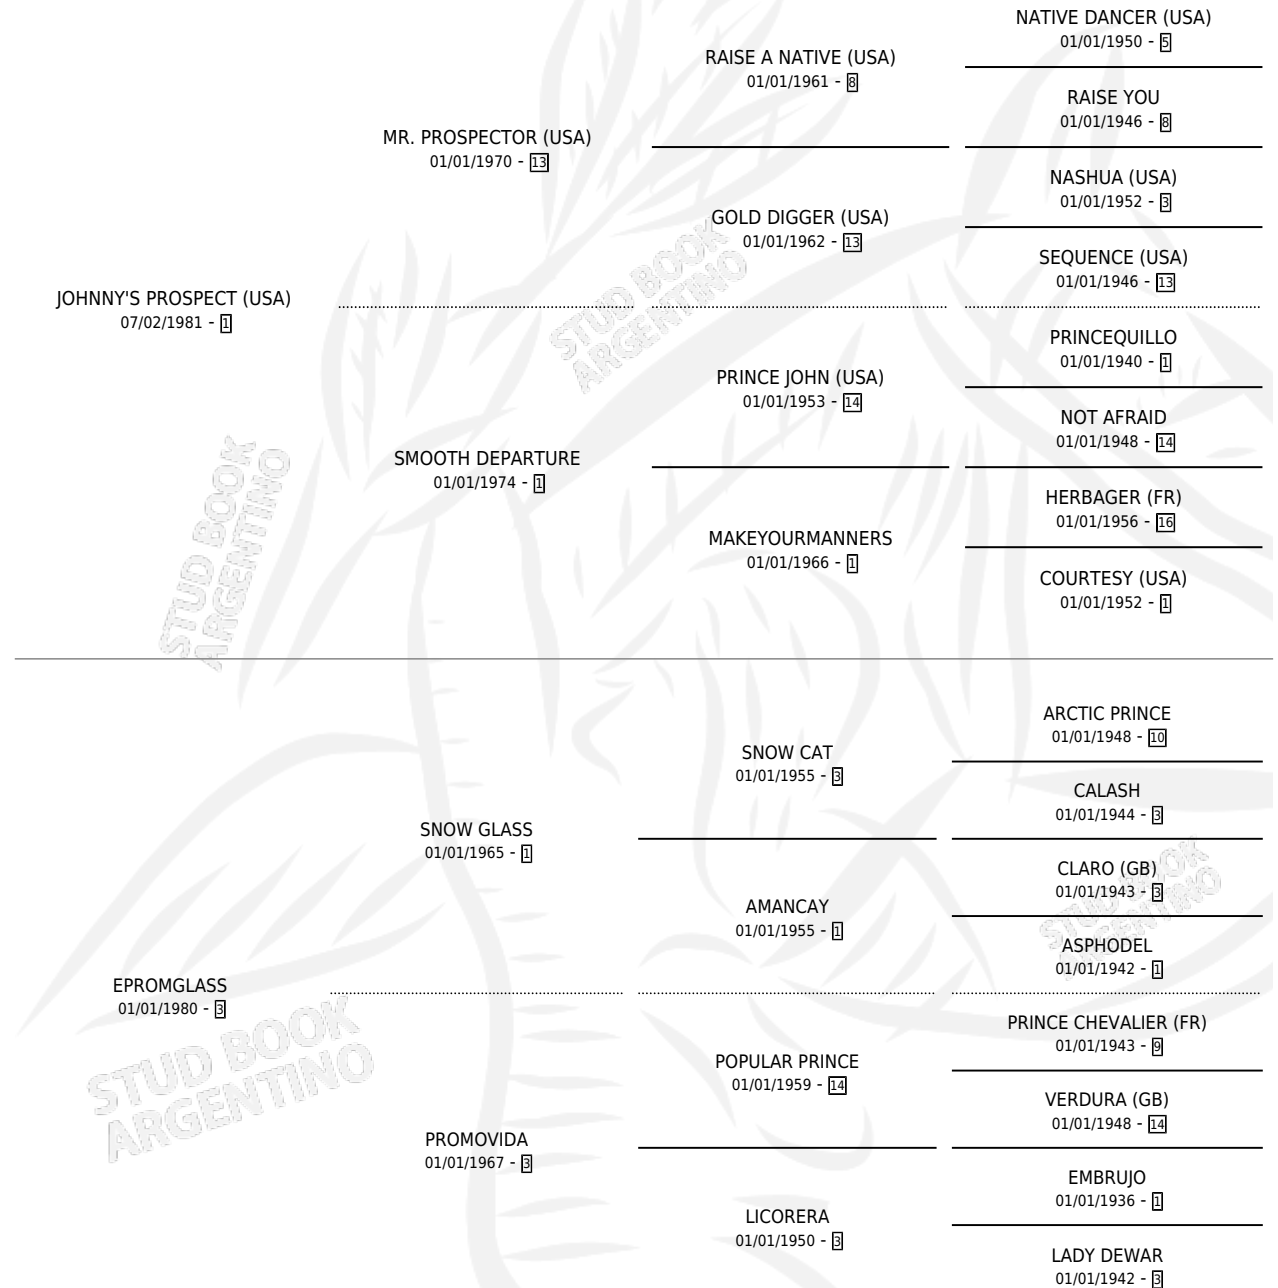 NATIVE DANCER (USA)
01/01/1950 - 5
RAISE A NATIVE (USA)
01/01/1961 - 8
RAISE YOU
01/01/1946 - 8
MR. PROSPECTOR (USA)
01/01/1970 - 13
NASHUA (USA)
01/01/1952 - 3
GOLD DIGGER (USA)
01/01/1962 - 13
SEQUENCE (USA)
01/01/1946 - 13
JOHNNY'S PROSPECT (USA)
07/02/1981 - 1
STUD BOOK
ARGENTINO
PRINCEQUILLO
01/01/1940 - 1
PRINCE JOHN (USA)
01/01/1953 - 14
NOT AFRAID
01/01/1948 - 14
SMOOTH DEPARTURE
01/01/1974 - 1
HERBAGER (FR)
01/01/1956 - 16
MAKEYOURMANNERS
01/01/1966 - 1
COURTESY (USA)
01/01/1952 - 1
STUD BOOK
ARGENTINO
ARCTIC PRINCE
01/01/1948 - 10
SNOW CAT
01/01/1955 - 3
CALASH
01/01/1944 - 3
SNOW GLASS
01/01/1965 - 1
CLARO (GB)
01/01/1943 - 3
AMANCAY
01/01/1955 - 1
STUD BOOK
ARGENTINO
ASPHODEL
01/01/1942 - 1
EPROMGLASS
01/01/1980 - 3
PRINCE CHEVALIER (FR)
01/01/1943 - 9
STUD BOOK
ARGENTINO
POPULAR PRINCE
01/01/1959 - 14
VERDURA (GB)
01/01/1948 - 14
PROMOVIDA
01/01/1967 - 3
EMBRUJO
01/01/1936 - 1
LICORERA
01/01/1950 - 3
LADY DEWAR
01/01/1942 - 3